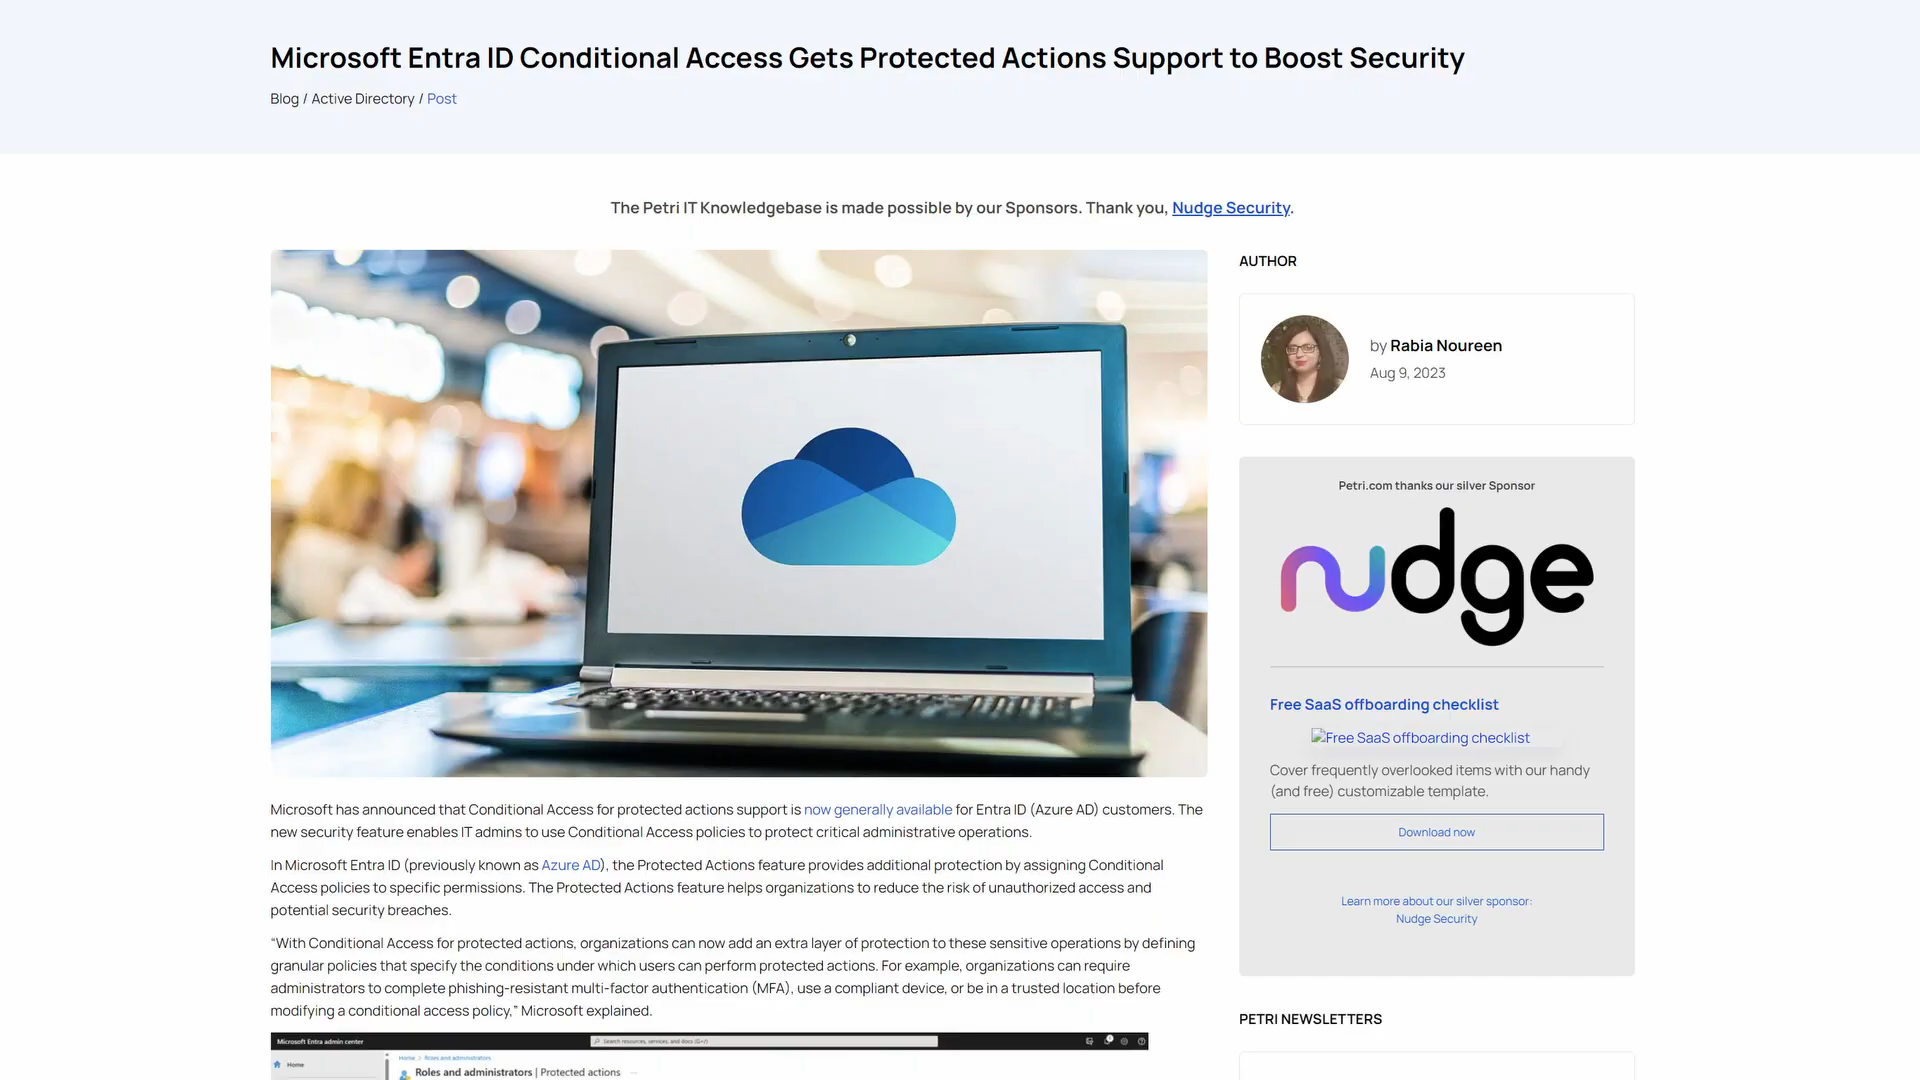 Microsoft Entra ID Conditional Access Gets Protected Actions Support to Boost Security
Blog / Active Directory / Post
The Petri IT Knowledgebase is made possible by our Sponsors. Thank you, Nudge Security.
AUTHOR
by Rabia Noureen
Aug 9, 2023
Petri.com thanks our silver Sponsor
nudge
Free SaaS offboarding checklist
Free SaaS offboarding checklist
Cover frequently overlooked items with our handy
(and free) customizable template.
Download now
Learn more about our silver sponsor:
Nudge Security
PETRI NEWSLETTERS
Microsoft has announced that Conditional Access for protected actions support is now generally available for Entra ID (Azure AD) customers. The
new security feature enables IT admins to use Conditional Access policies to protect critical administrative operations.
In Microsoft Entra ID (previously known as Azure AD), the Protected Actions feature provides additional protection by assigning Conditional
Access policies to specific permissions. The Protected Actions feature helps organizations to reduce the risk of unauthorized access and
potential security breaches.
“With Conditional Access for protected actions, organizations can now add an extra layer of protection to these sensitive operations by defining
granular policies that specify the conditions under which users can perform protected actions. For example, organizations can require
administrators to complete phishing-resistant multi-factor authentication (MFA), use a compliant device, or be in a trusted location before
modifying a conditional access policy,” Microsoft explained.
Microsoft Entra admin center
Search resources, services, and docs (G+/)
Home
Home > Roles and administrators
Roles and administrators | Protected actions ...